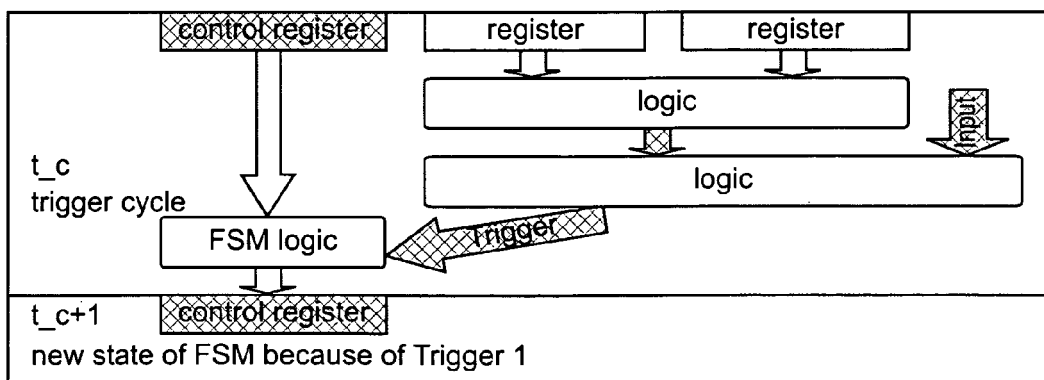 control register
register
register
logic
Input
t_c
trigger cycle
logic
FSM logic
Trigger
t_c+1
control register
new state of FSM because of Trigger 1